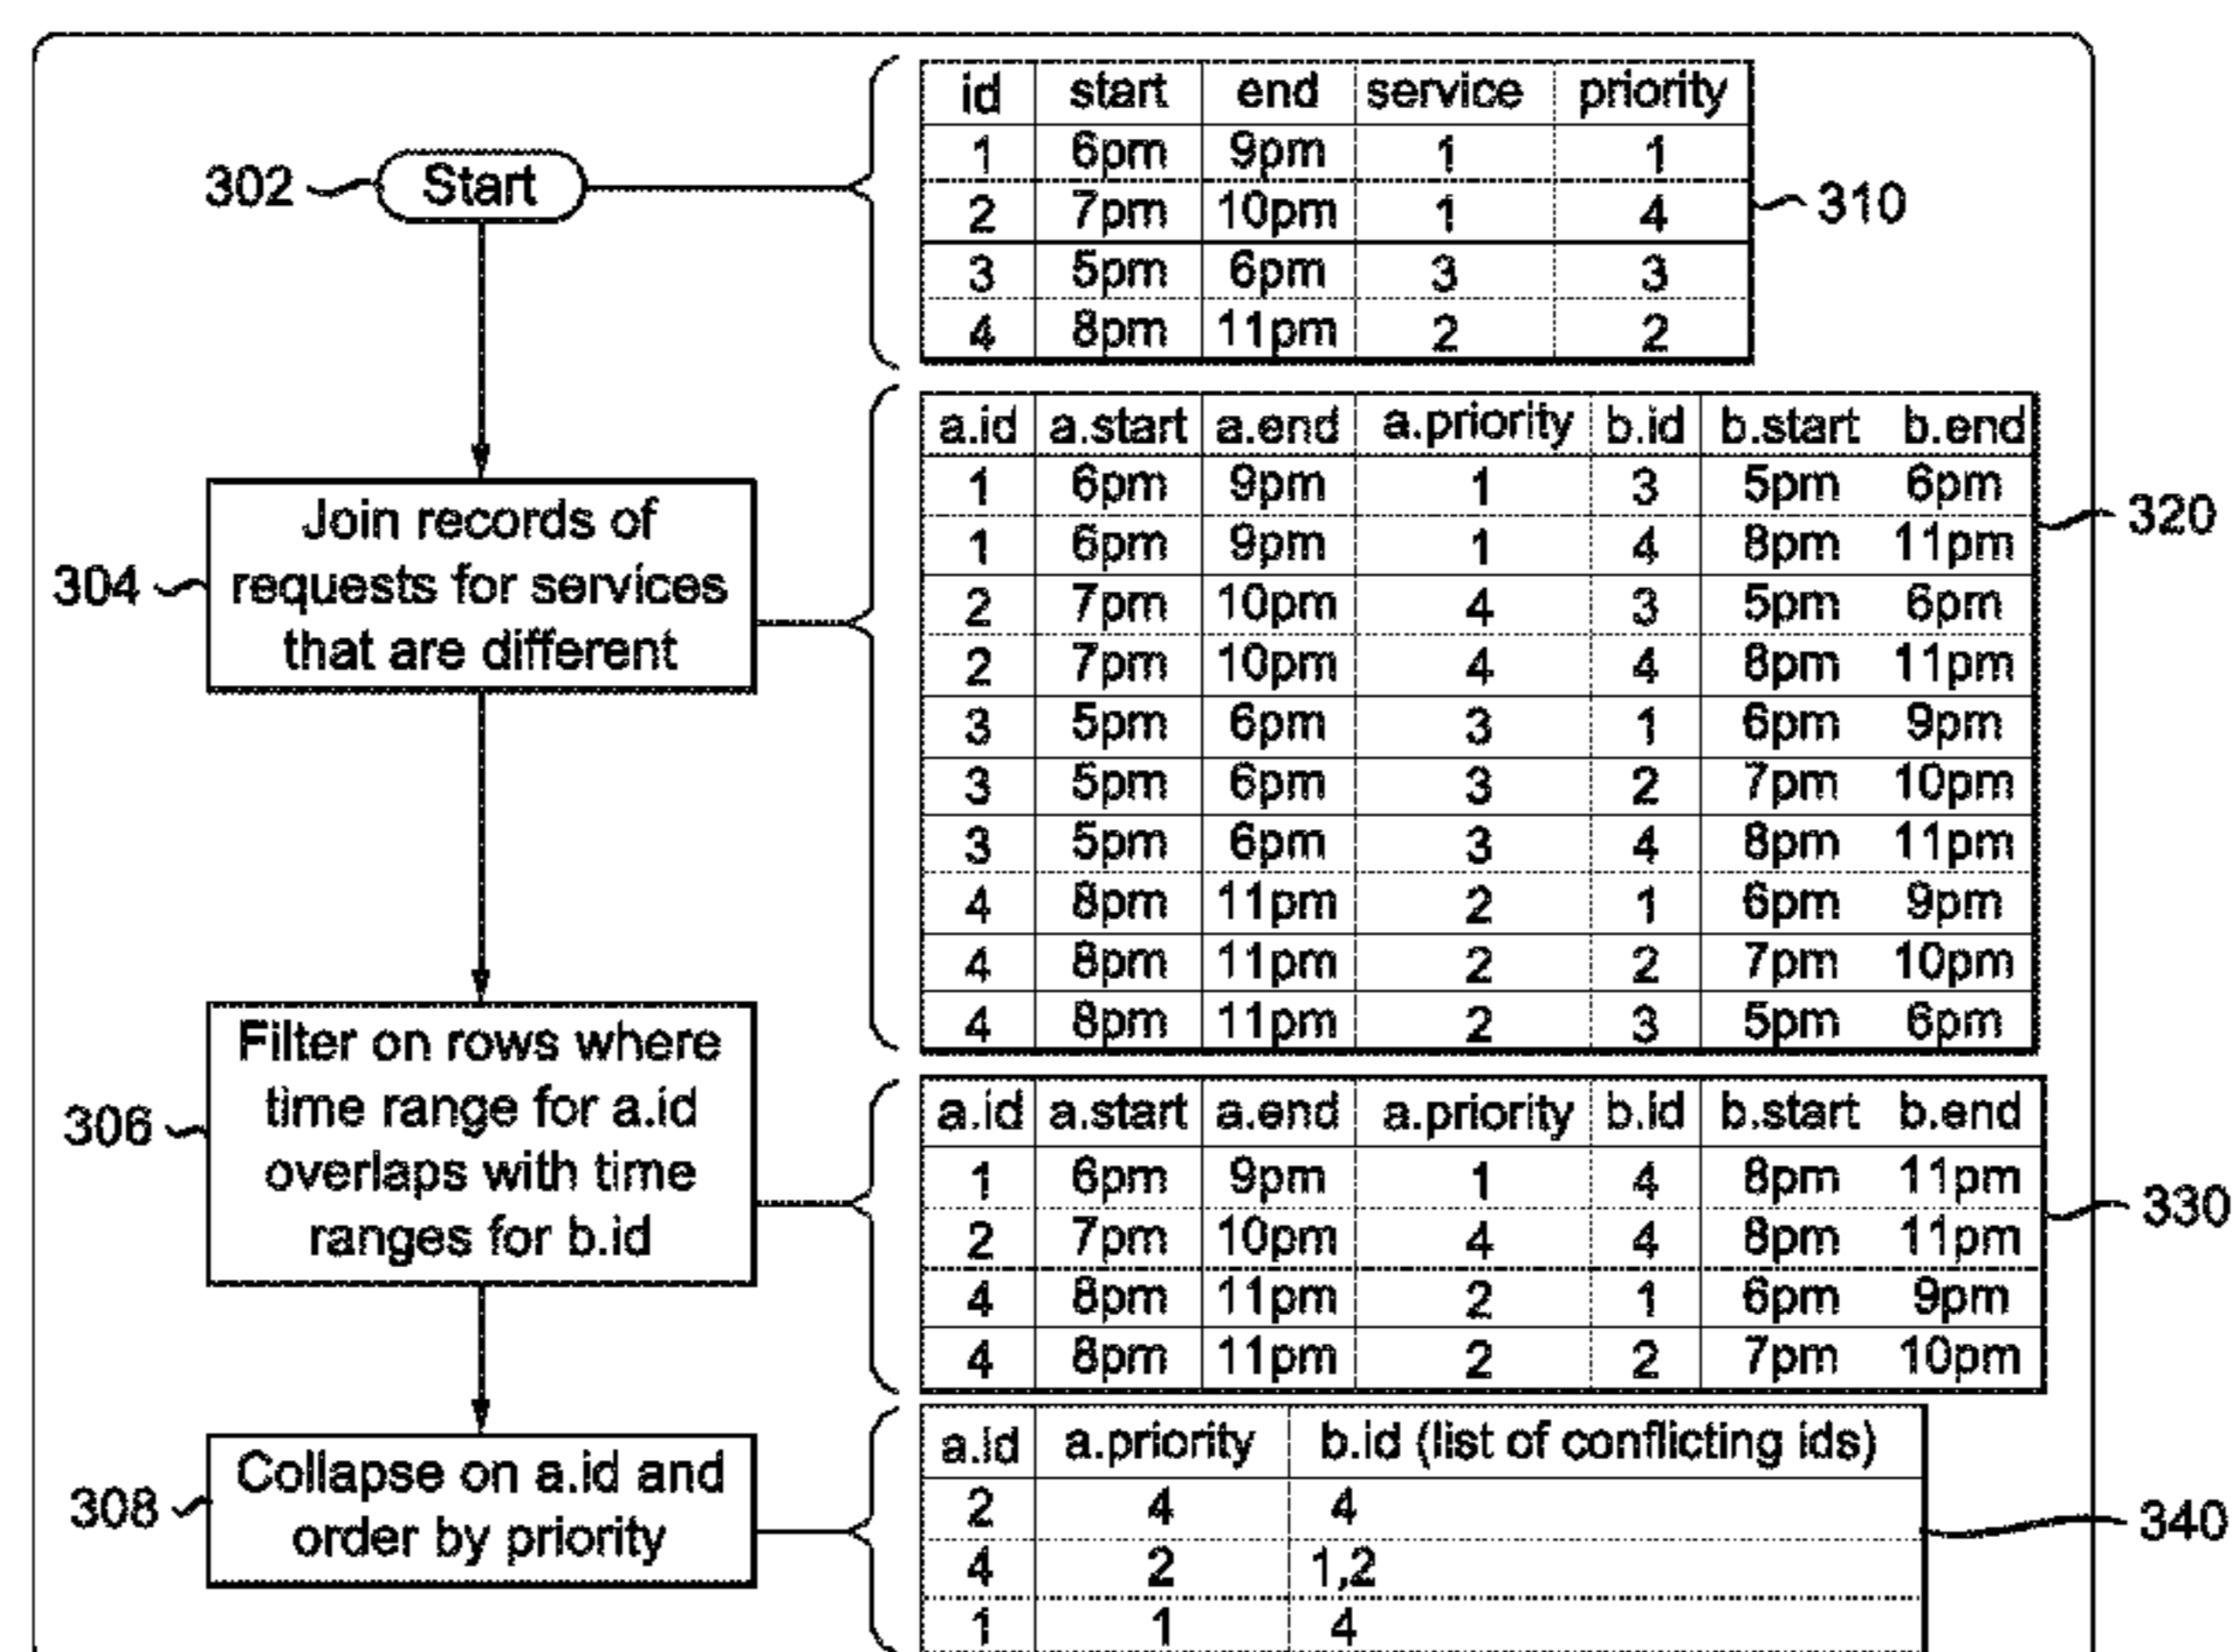 302
Start
id start end service priority
1 6pm 9pm 1 1
2 7pm 10pm 1 4
3 5pm 6pm 3 3
4 8pm 11pm 2 2
310
304
Join records of
requests for services
that are different
a.id a.start a.end a.priority b.id b.start b.end
1 6pm 9pm 1 3 5pm 6pm
1 6pm 9pm 1 4 8pm 11pm
2 7pm 10pm 4 3 5pm 6pm
2 7pm 10pm 4 4 8pm 11pm
3 5pm 6pm 3 1 6pm 9pm
3 5pm 6pm 3 2 7pm 10pm
3 5pm 6pm 3 4 8pm 11pm
4 8pm 11pm 2 1 6pm 9pm
4 8pm 11pm 2 2 7pm 10pm
4 8pm 11pm 2 3 5pm 6pm
320
306
Filter on rows where
time range for a.id
overlaps with time
ranges for b.id
a.id a.start a.end a.priority b.id b.start b.end
1 6pm 9pm 1 4 8pm 11pm
2 7pm 10pm 4 4 8pm 11pm
4 8pm 11pm 2 1 6pm 9pm
4 8pm 11pm 2 2 7pm 10pm
330
308
Collapse on a.id and
order by priority
a.id a.priority b.id (list of conflicting ids)
2 4 4
4 2 1,2
1 1 4
340